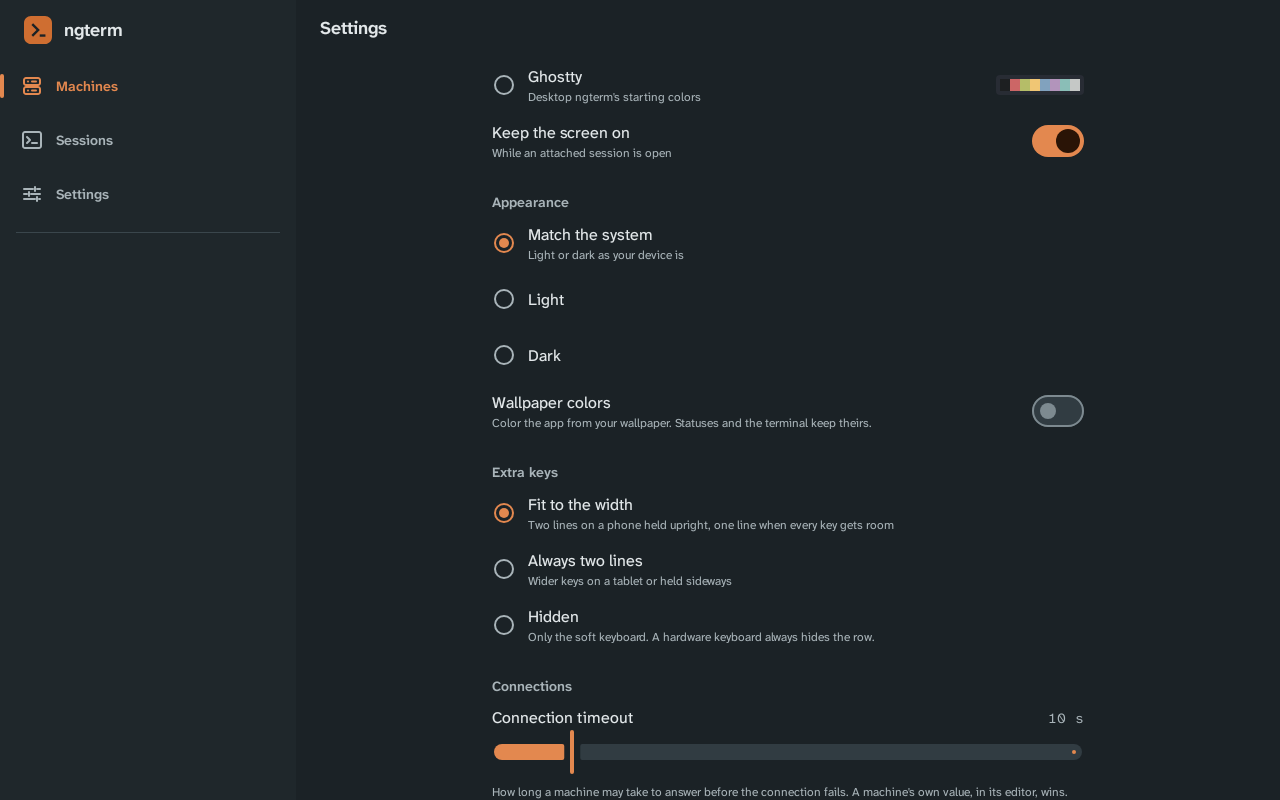 ngterm
Settings
Machines
Sessions
Settings
Ghostty
Desktop ngterm's starting colors
Keep the screen on
While an attached session is open
Appearance
Match the system
Light or dark as your device is
Light
Dark
Wallpaper colors
Color the app from your wallpaper. Statuses and the terminal keep theirs.
Extra keys
Fit to the width
Two lines on a phone held upright, one line when every key gets room
Always two lines
Wider keys on a tablet or held sideways
Hidden
Only the soft keyboard. A hardware keyboard always hides the row.
Connections
Connection timeout
10 s
How long a machine may take to answer before the connection fails. A machine's own value, in its editor, wins.